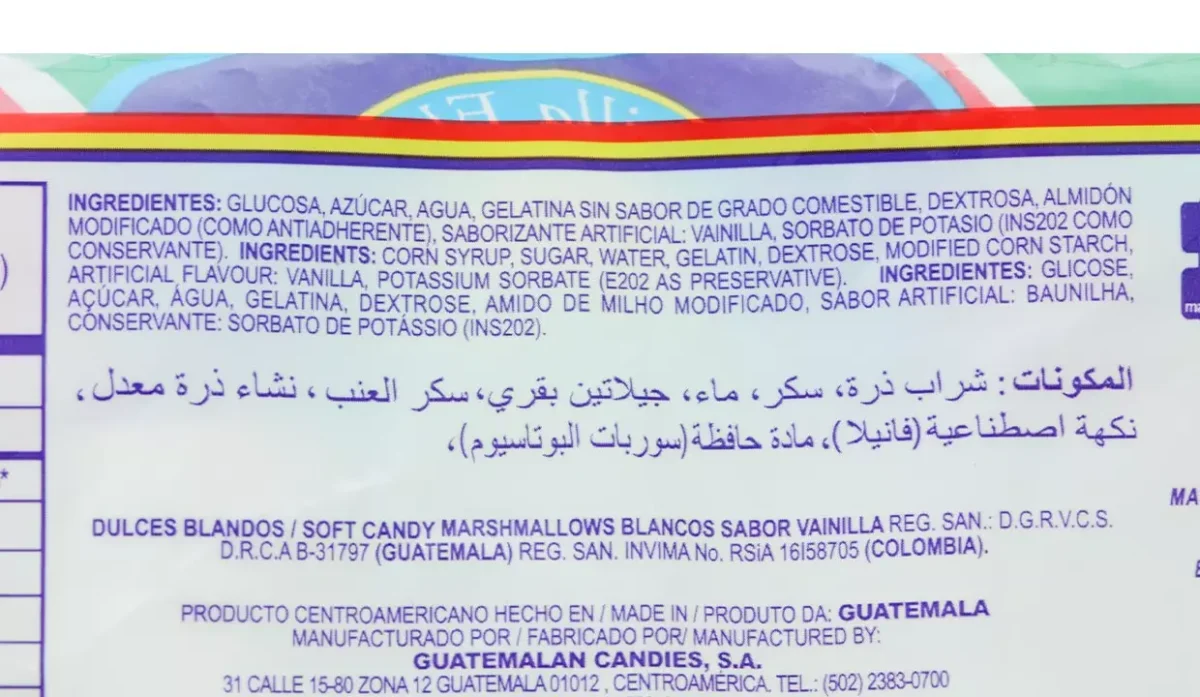 INGREDIENTES: GLUCOSA, AZÚCAR, AGUA, GELATINA SIN SABOR DE GRADO COMESTIBLE, DEXTROSA, ALMIDÓN
MODIFICADO (COMO ANTIADHERENTE), SABORIZANTE ARTIFICIAL: VAINILLA, SORBATO DE POTASIO (INS202 COMO
CONSERVANTE). INGREDIENTS: CORN SYRUP, SUGAR, WATER, GELATIN, DEXTROSE, MODIFIED CORN STARCH,
ARTIFICIAL FLAVOUR: VANILLA, POTASSIUM SORBATE (E202 AS PRESERVATIVE). INGREDIENTES: GLICOSE,
AÇÚCAR, ÁGUA, GELATINA, DEXTROSE, AMIDO DE MILHO MODIFICADO, SABOR ARTIFICIAL: BAUNILHA,
CONSERVANTE: SORBATO DE POTÁSSIO (INS202).
المكونات: شراب ذرة، سكر، ماء، جيلاتين بقري، سكر العنب، نشاء ذرة معدل،
نكهة اصطناعية (فانيلا)، مادة حافظة (سوربات البوتاسيوم)،
DULCES BLANDOS / SOFT CANDY MARSHMALLOWS BLANCOS SABOR VAINILLA REG. SAN.: D.G.R.V.C.S.
D.R.C.A B-31797 (GUATEMALA) REG. SAN. INVIMA No. RSiA 16I58705 (COLOMBIA).
PRODUCTO CENTROAMERICANO HECHO EN / MADE IN / PRODUTO DA: GUATEMALA
MANUFACTURADO POR / FABRICADO POR/ MANUFACTURED BY:
GUATEMALAN CANDIES, S.A.
31 CALLE 15-80 ZONA 12 GUATEMALA 01012 , CENTROAMÉRICA. TEL.: (502) 2383-0700